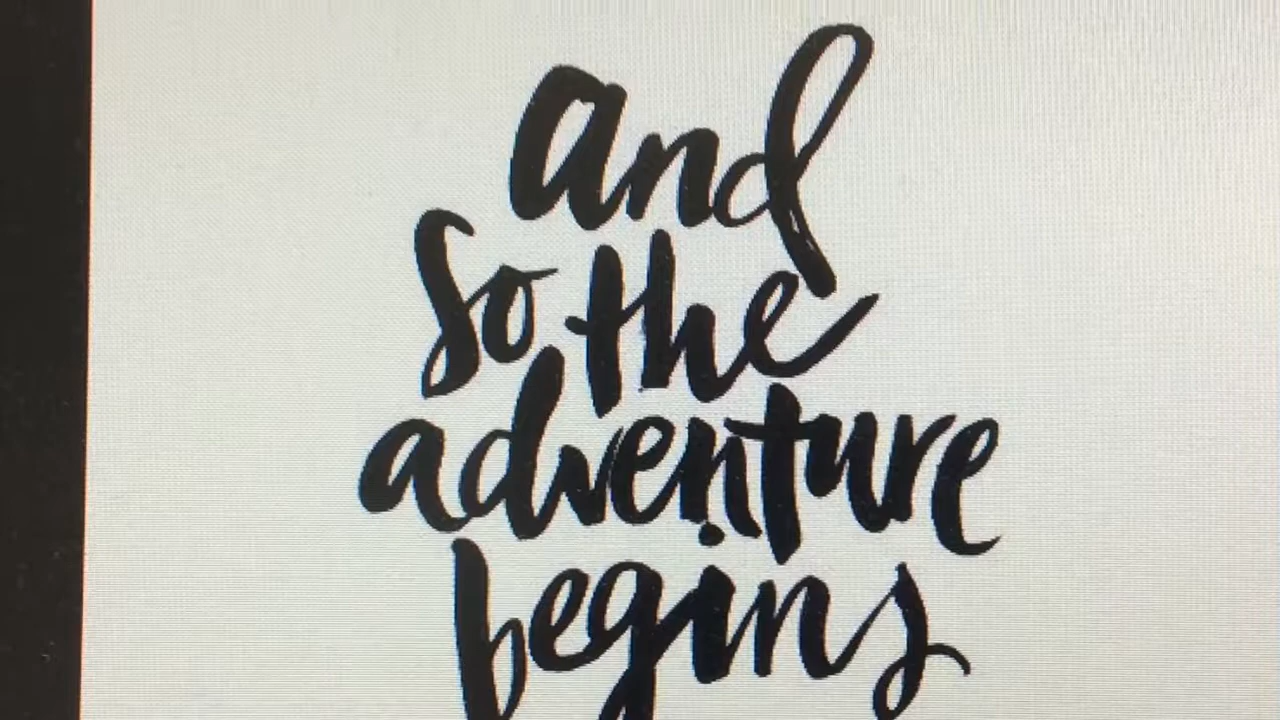 and
so the
adventure
begins